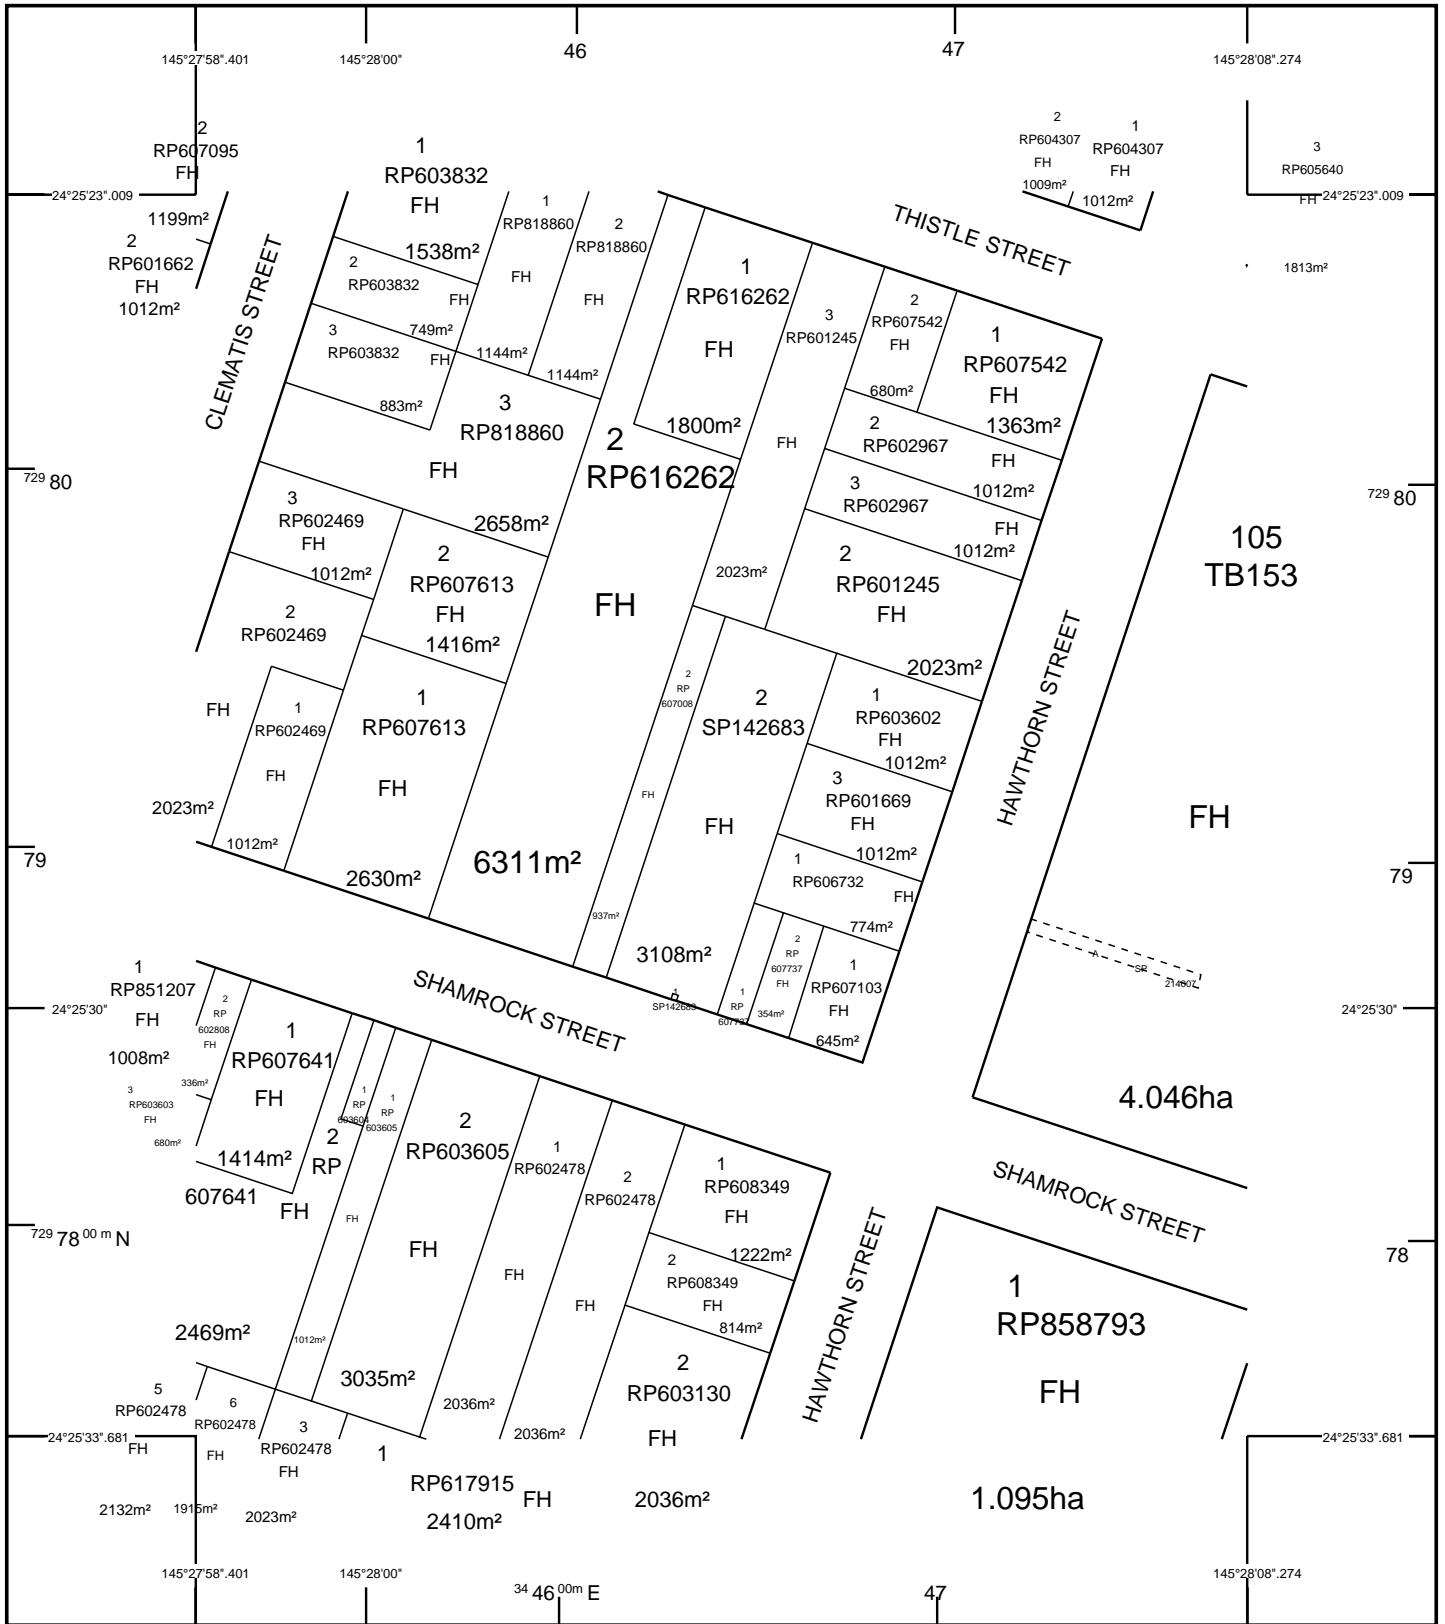 46
47
145°27'58".401
145°28'00"
145°28'08".274
2
RP607095
FH
1199m²
24°25'23".009
1
RP603832
FH
1538m²
1
RP818860
FH
1144m²
2
RP818860
FH
1144m²
2
RP604307
FH
1009m²
1
RP604307
FH
1012m²
3
RP605640
FH
24°25'23".009
1813m²
THISTLE STREET
2
RP601662
FH
1012m²
CLEMATIS STREET
2
RP603832
FH
749m²
3
RP603832
FH
883m²
1
RP616262
FH
1800m²
3
RP601245
FH
2023m²
2
RP607542
FH
680m²
1
RP607542
FH
1363m²
3
RP818860
FH
2658m²
2
RP616262
FH
6311m²
2
RP602967
FH
1012m²
3
RP602967
FH
1012m²
729 80
729 80
3
RP602469
FH
1012m²
2
RP607613
FH
1416m²
2
RP601245
FH
2023m²
105
TB153
FH
4.046ha
2
RP602469
FH
2023m²
1
RP602469
FH
1012m²
1
RP607613
FH
2630m²
2
RP
607008
FH
937m²
2
SP142683
FH
3108m²
1
RP603602
FH
1012m²
HAWTHORN STREET
3
RP601669
FH
1012m²
79
79
1
RP606732
FH
774m²
2
RP
607737
FH
354m²
1
RP607103
FH
645m²
1
SP142683
1
RP
607737
A
SP
214607
SHAMROCK STREET
1
RP851207
FH
1008m²
24°25'30"
24°25'30"
2
RP
602808
FH
336m²
1
RP607641
FH
1414m²
3
RP603603
FH
680m²
1
RP
603604
1
RP
603605
FH
1012m²
2
RP
607641
FH
2469m²
2
RP603605
FH
3035m²
1
RP602478
FH
2036m²
2
RP602478
FH
2036m²
1
RP608349
FH
1222m²
2
RP608349
FH
814m²
SHAMROCK STREET
HAWTHORN STREET
729 78 00 m N
78
1
RP858793
FH
1.095ha
2
RP603130
FH
2036m²
5
RP602478
FH
2132m²
6
RP602478
FH
1915m²
3
RP602478
FH
2023m²
1
RP617915
FH
2410m²
24°25'33".681
24°25'33".681
145°27'58".401
145°28'00"
34 46 00m E
47
145°28'08".274